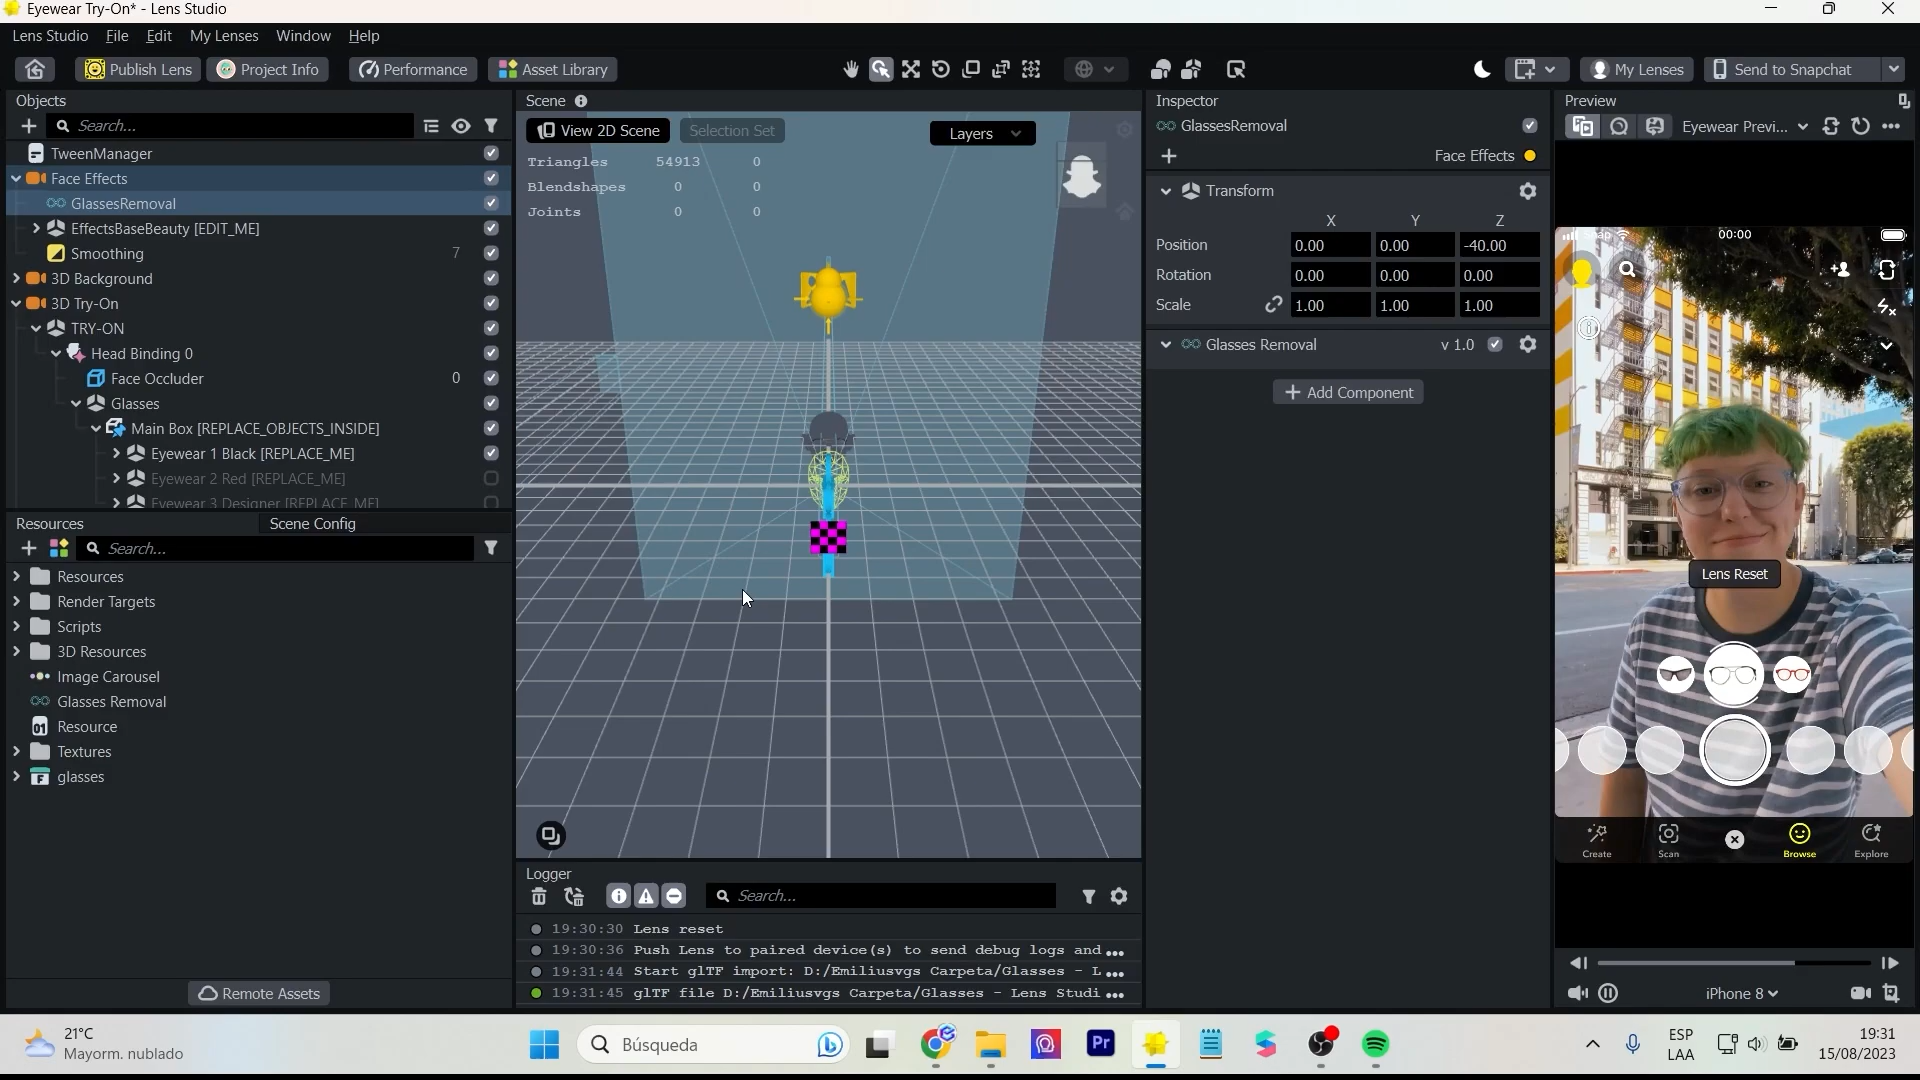 Eyewear Try-On* - Lens Studio
Lens Studio File Edit My Lenses Window Help
Publish Lens Project Info Performance Asset Library My Lenses Send to Snapchat
Objects
Search...
TweenManager
Face Effects
GlassesRemoval
EffectsBaseBeauty [EDIT_ME]
Smoothing 7
3D Background
3D Try-On
TRY-ON
Head Binding 0
Face Occluder 0
Glasses
Main Box [REPLACE_OBJECTS_INSIDE]
Eyewear 1 Black [REPLACE_ME]
Eyewear 2 Red [REPLACE_ME]
Eyewear 3 Designer [REPLACE_ME]
Resources Scene Config
Search...
Resources
Render Targets
Scripts
3D Resources
Image Carousel
Glasses Removal
01 Resource
Textures
F glasses
Remote Assets
Scene
View 2D Scene Selection Set Layers
Triangles 54913 0
Blendshapes 0 0
Joints 0 0
Logger
Search...
19:30:30 Lens reset
19:30:36 Push Lens to paired device(s) to send debug logs and...
19:31:44 Start glTF import: D:/Emiliusvgs Carpeta/Glasses - L...
19:31:45 glTF file D:/Emiliusvgs Carpeta/Glasses - Lens Studi...
Inspector
GlassesRemoval
Face Effects
Transform
X Y Z
Position 0.00 0.00 -40.00
Rotation 0.00 0.00 0.00
Scale 1.00 1.00 1.00
Glasses Removal v 1.0
Add Component
Preview
Eyewear Previ...
Snap 00:00
Lens Reset
Create Scan Browse Explore
iPhone 8
21°C
Mayorm. nublado
Búsqueda
Pr
ESP
LAA
19:31
15/08/2023